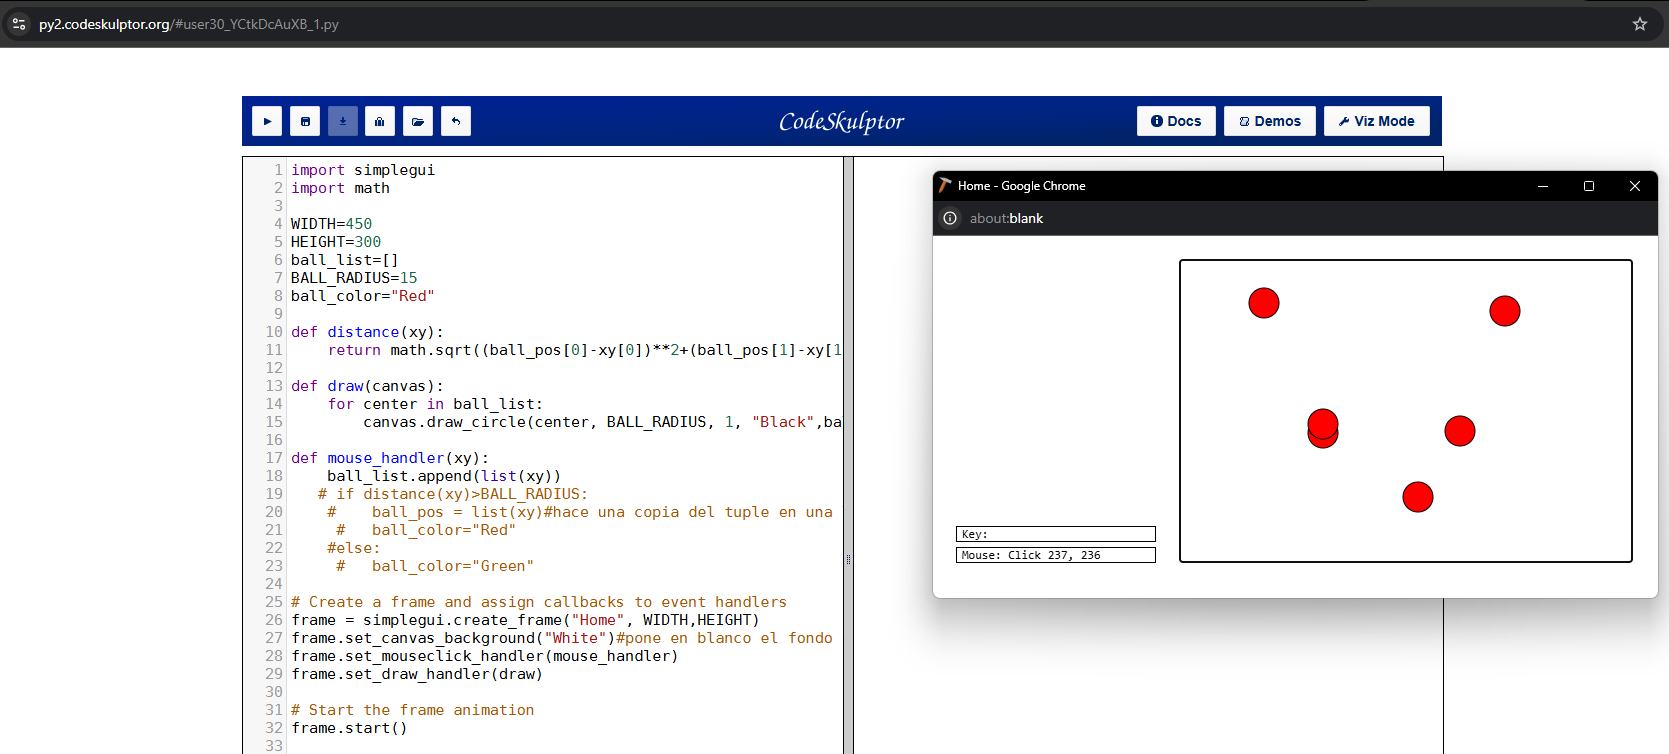 py2.codeskulptor.org/#user30_YCtkDcAuXB_1.py
CodeSkulptor
Docs
Demos
Viz Mode
1 import simplegui
2 import math
3
4 WIDTH=450
5 HEIGHT=300
6 ball_list=[]
7 BALL_RADIUS=15
8 ball_color="Red"
9
10 def distance(xy):
11     return math.sqrt((ball_pos[0]-xy[0])**2+(ball_pos[1]-xy[1
12
13 def draw(canvas):
14     for center in ball_list:
15         canvas.draw_circle(center, BALL_RADIUS, 1, "Black",ba
16
17 def mouse_handler(xy):
18     ball_list.append(list(xy))
19    # if distance(xy)>BALL_RADIUS:
20     #    ball_pos = list(xy)#hace una copia del tuple en una
21      #   ball_color="Red"
22     #else:
23      #   ball_color="Green"
24
25 # Create a frame and assign callbacks to event handlers
26 frame = simplegui.create_frame("Home", WIDTH,HEIGHT)
27 frame.set_canvas_background("White")#pone en blanco el fondo
28 frame.set_mouseclick_handler(mouse_handler)
29 frame.set_draw_handler(draw)
30
31 # Start the frame animation
32 frame.start()
33
Home - Google Chrome
about:blank
Key:
Mouse: Click 237, 236